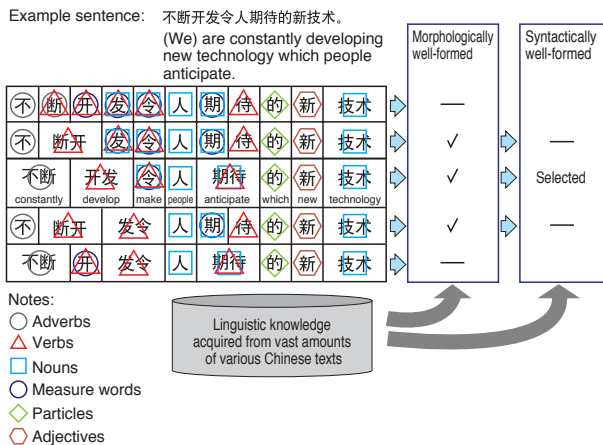 Example sentence: 不断开发令人期待的新技术。
(We) are constantly developing
new technology which people
anticipate.
Morphologically
well-formed
Syntactically
well-formed
不 断 开 发 令 人 期 待 的 新 技术 —
不 断开 发 令 人 期 待 的 新 技术 ✓ —
不断 开发 令 人 期待 的 新 技术 ✓ Selected
constantly develop make people anticipate which new technology
不 断开 发令 人 期 待 的 新 技术 ✓ —
不断 开 发令 人 期待 的 新 技术 —
Notes:
Adverbs
Verbs
Nouns
Measure words
Particles
Adjectives
Linguistic knowledge
acquired from vast amounts
of various Chinese texts